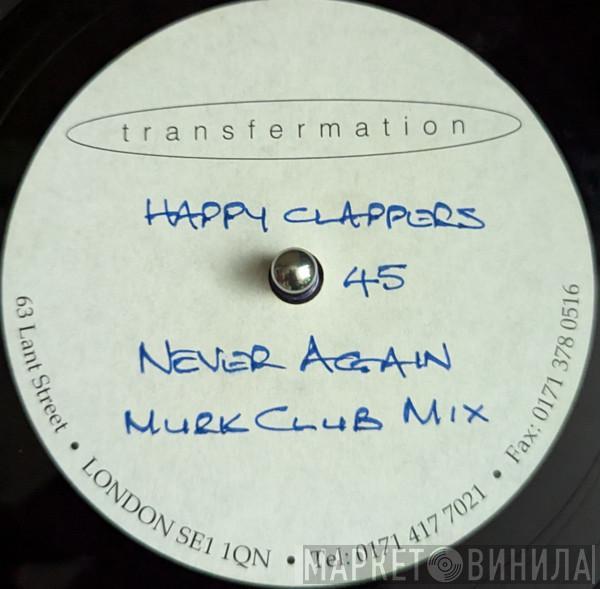 transfermation
HAPPY CLAPPERS
45
NEVER AGAIN
MURK CLUB MIX
63 Lant Street • LONDON SE1 1QN • Tel: 0171 417 7021 • Fax: 0171 378 0516
МАРКЕТ ВИНИЛА